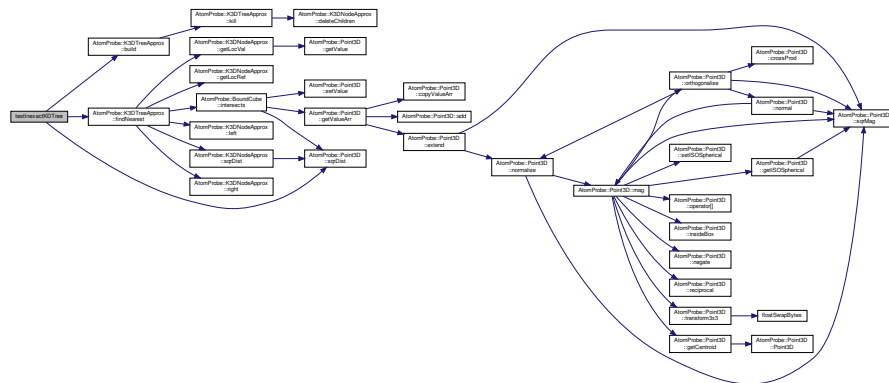 testInexactKDTree
AtomProbe::K3DTreeApprox
::build
AtomProbe::K3DTreeApprox
::findNearest
AtomProbe::K3DTreeApprox
::kill
AtomProbe::K3DNodeApprox
::getLocVal
AtomProbe::K3DNodeApprox
::getLocRef
AtomProbe::BoundCube
::intersects
AtomProbe::K3DNodeApprox
::left
AtomProbe::K3DNodeApprox
::sqrDist
AtomProbe::K3DNodeApprox
::right
AtomProbe::K3DNodeApprox
::deleteChildren
AtomProbe::Point3D
::getValue
AtomProbe::Point3D
::setValue
AtomProbe::Point3D
::getValueArr
AtomProbe::Point3D
::sqrDist
AtomProbe::Point3D
::copyValueArr
AtomProbe::Point3D::add
AtomProbe::Point3D
::extend
AtomProbe::Point3D
::normalise
AtomProbe::Point3D::mag
AtomProbe::Point3D
::orthogonalise
AtomProbe::Point3D
::setISOSpherical
AtomProbe::Point3D
::operator[]
AtomProbe::Point3D
::insideBox
AtomProbe::Point3D
::negate
AtomProbe::Point3D
::reciprocal
AtomProbe::Point3D
::transform3x3
AtomProbe::Point3D
::getCentroid
AtomProbe::Point3D
::crossProd
AtomProbe::Point3D
::normal
AtomProbe::Point3D
::getISOSpherical
floatSwapBytes
AtomProbe::Point3D
::Point3D
AtomProbe::Point3D
::sqrMag